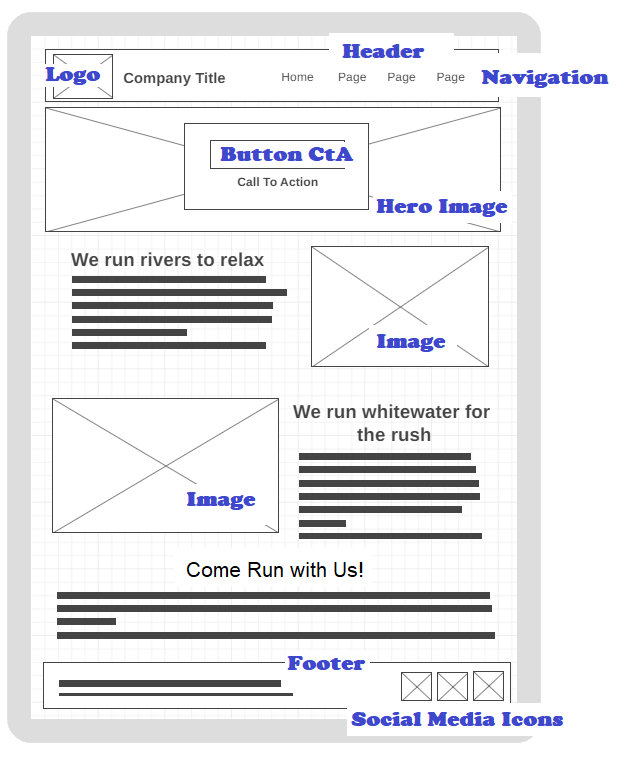 Header
Logo
Company Title
Home Page Page Page
Navigation
Button CtA
Call To Action
Hero Image
We run rivers to relax
Image
We run whitewater for
the rush
Image
Come Run with Us!
Footer
Social Media Icons